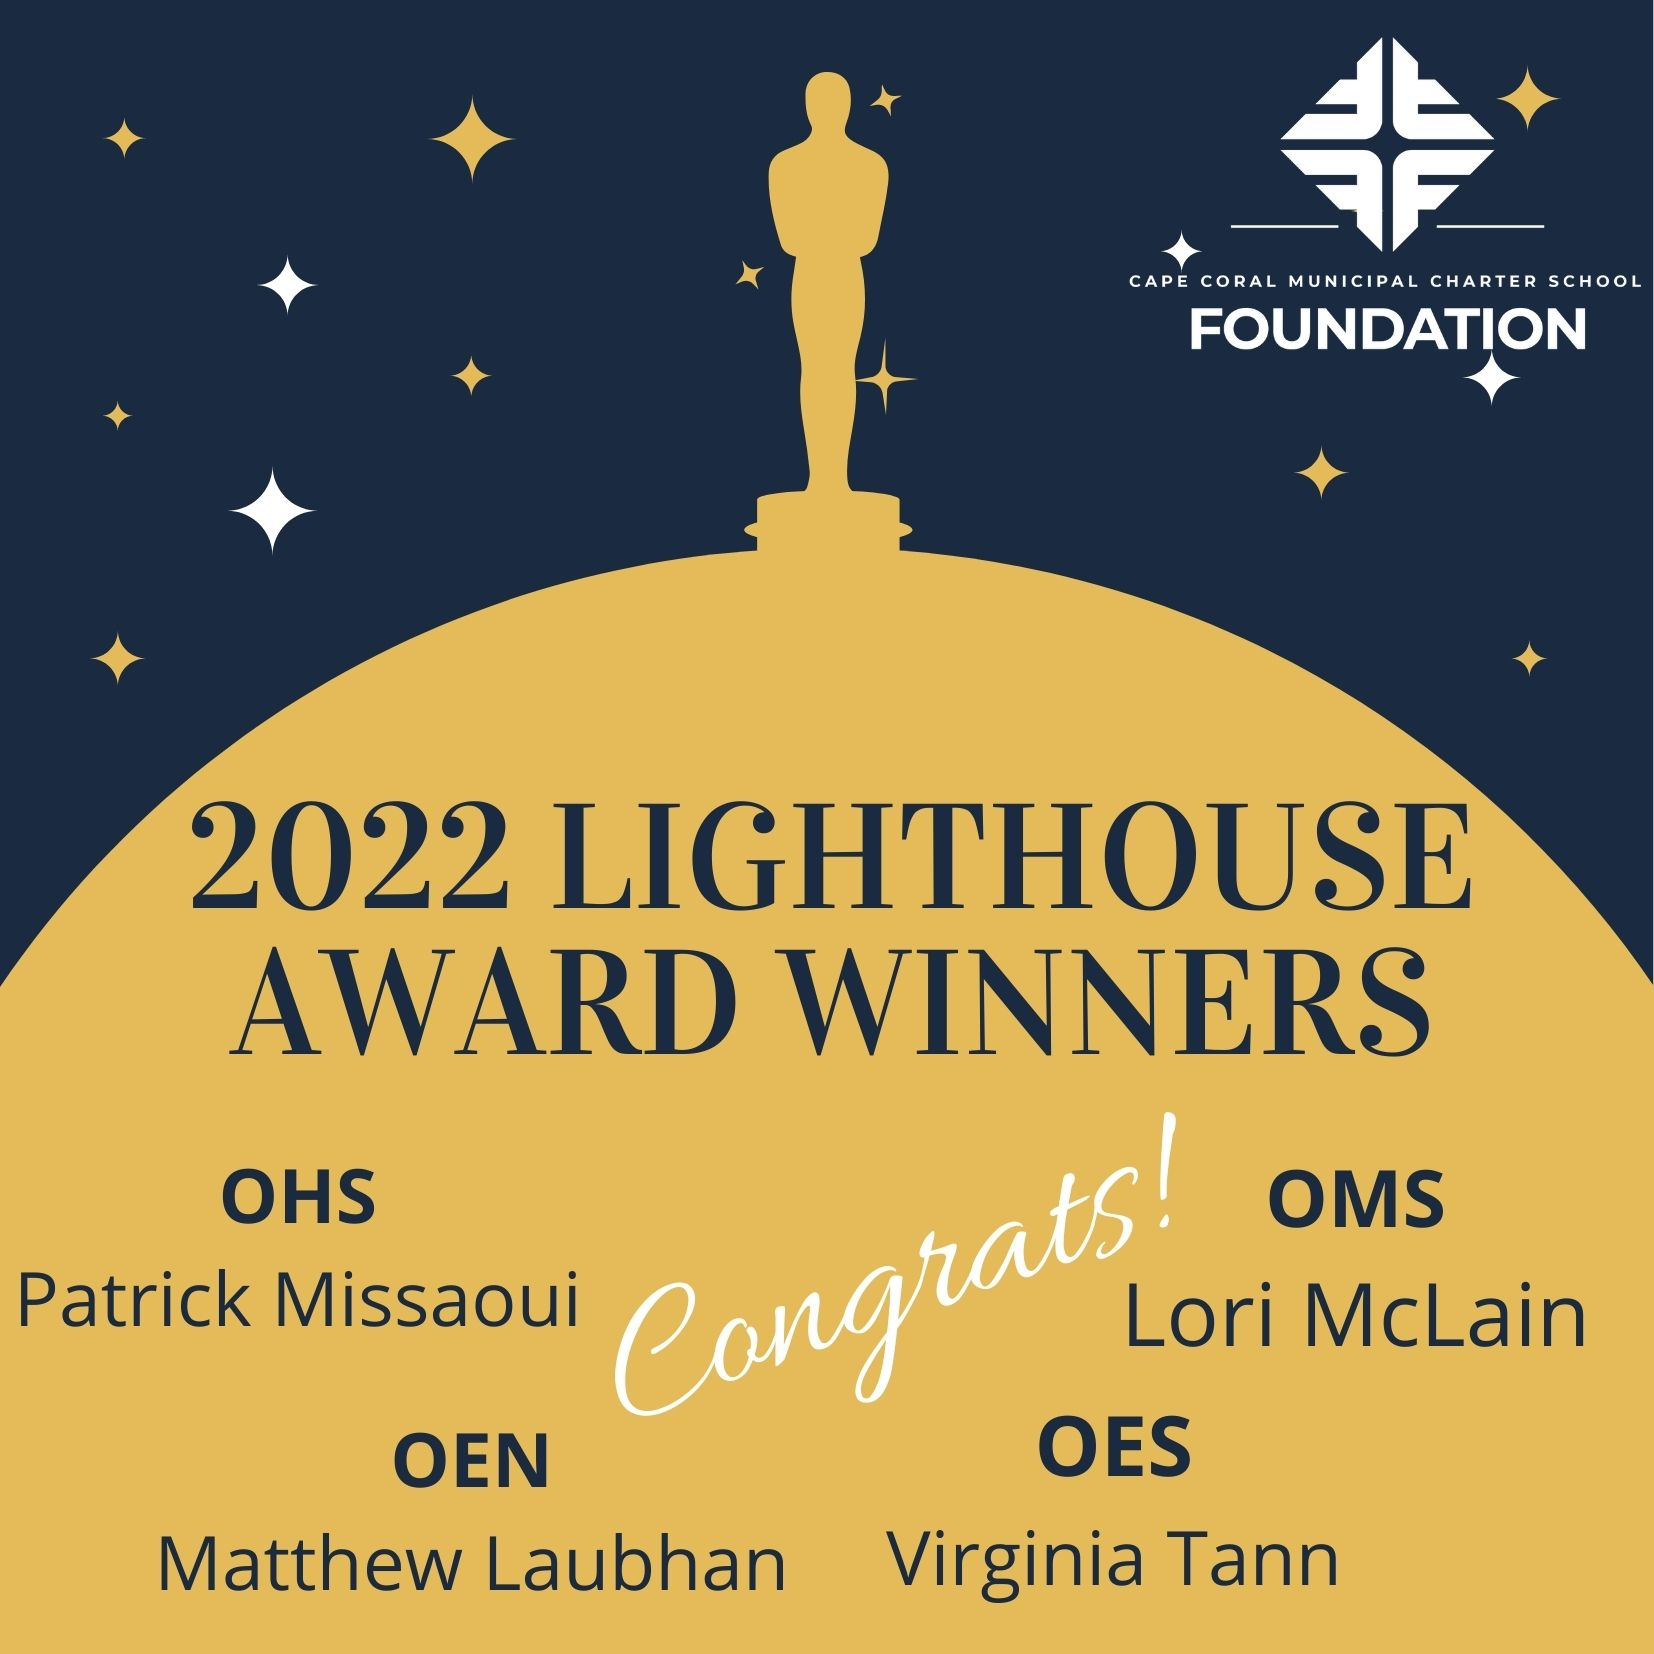 CAPE CORAL MUNICIPAL CHARTER SCHOOL
FOUNDATION
2022 LIGHTHOUSE
AWARD WINNERS
Congrats!
OHS
Patrick Missaoui
OMS
Lori McLain
OEN
Matthew Laubhan
OES
Virginia Tann